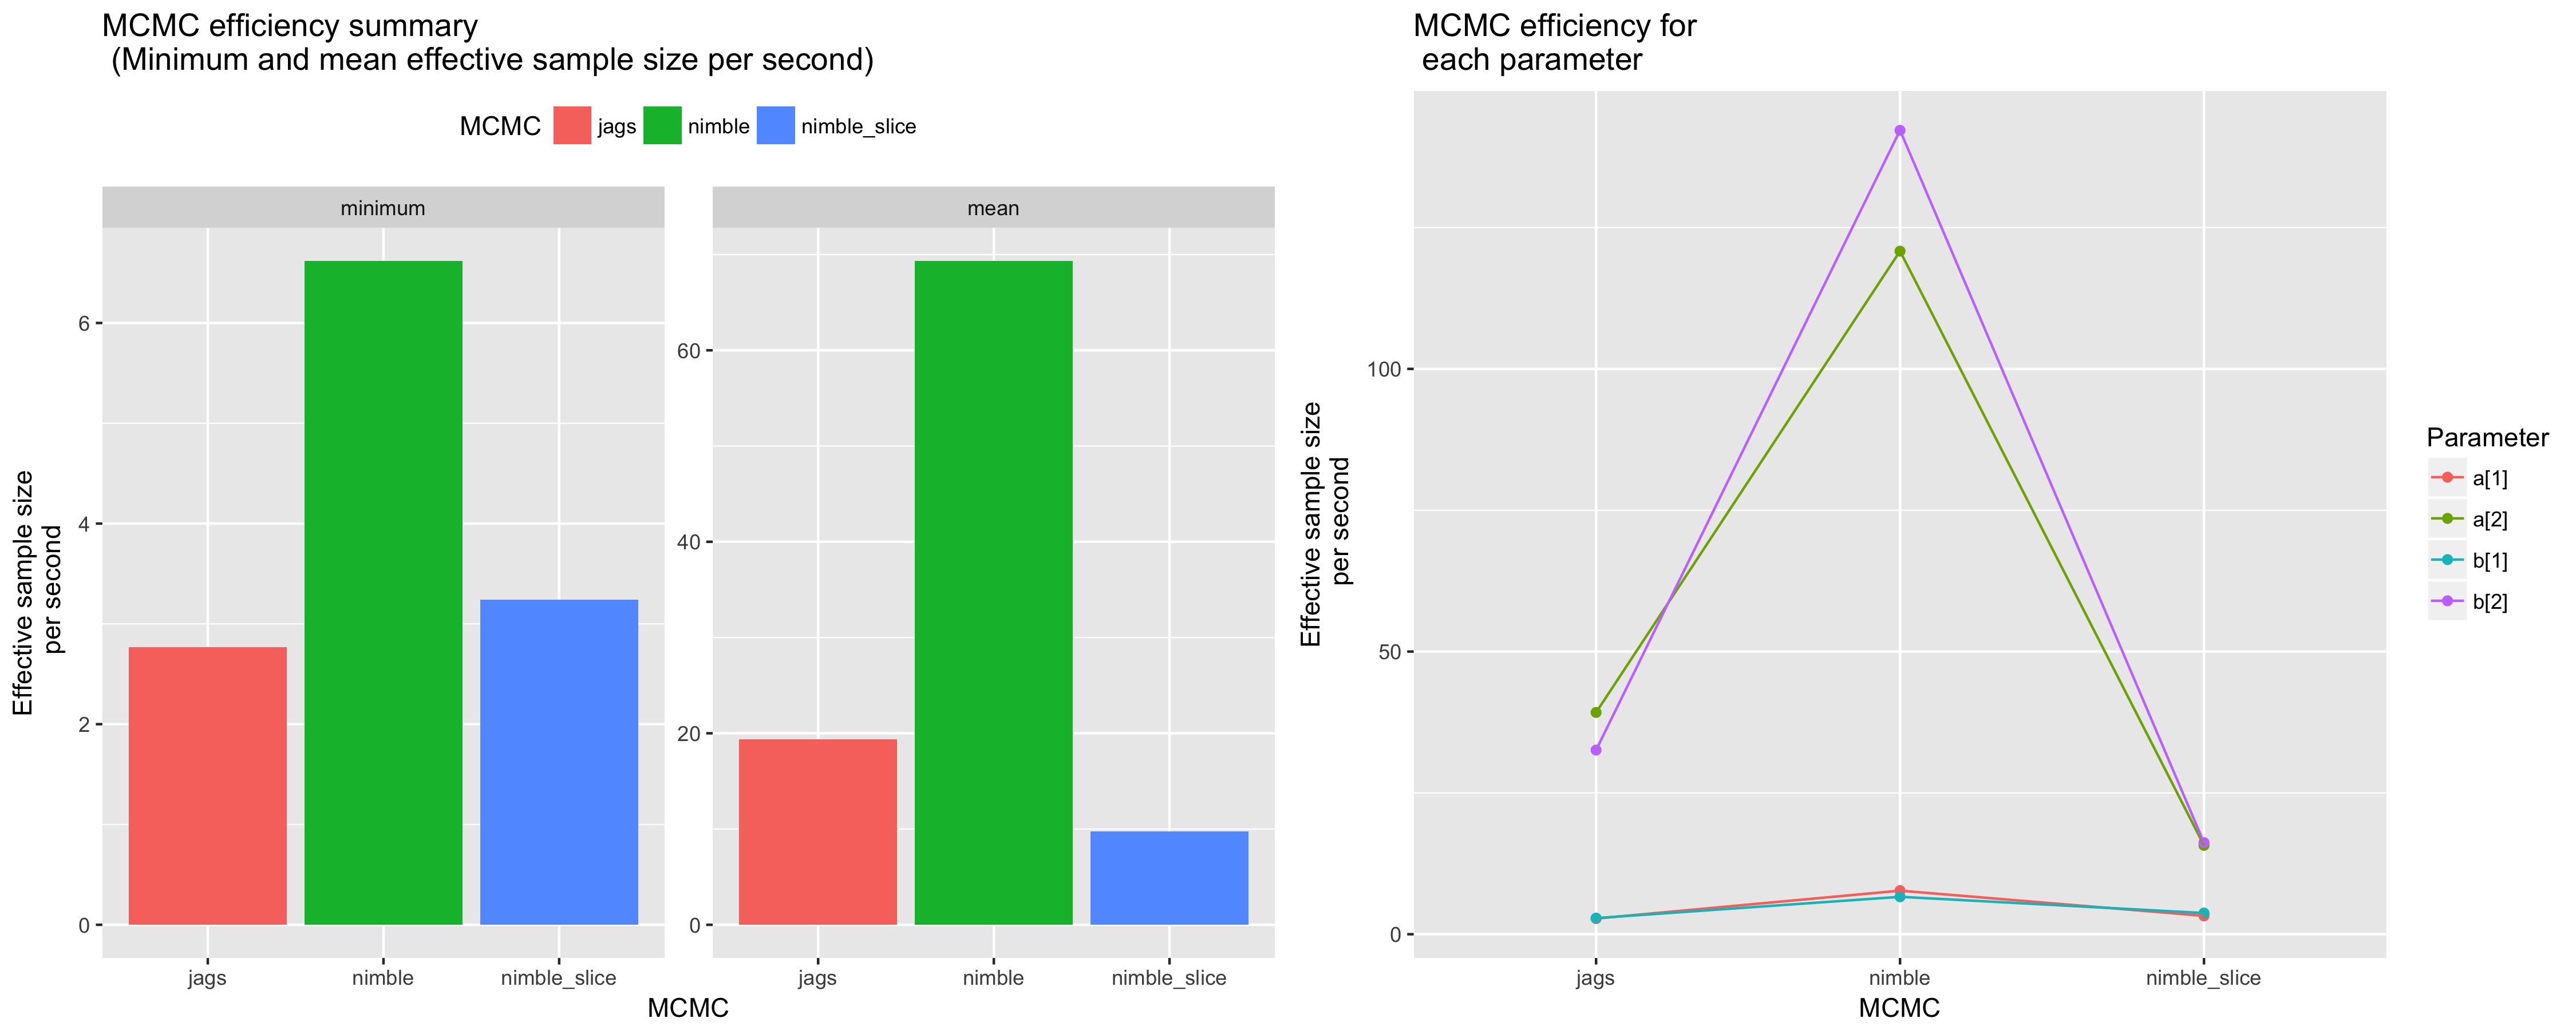 MCMC efficiency summary
(Minimum and mean effective sample size per second)
MCMC jags nimble nimble_slice
minimum
mean
Effective sample size
per second
6
4
2
0
60
40
20
0
jags nimble nimble_slice
jags nimble nimble_slice
MCMC
MCMC efficiency for
each parameter
Effective sample size
per second
100
50
0
jags nimble nimble_slice
MCMC
Parameter
a[1]
a[2]
b[1]
b[2]